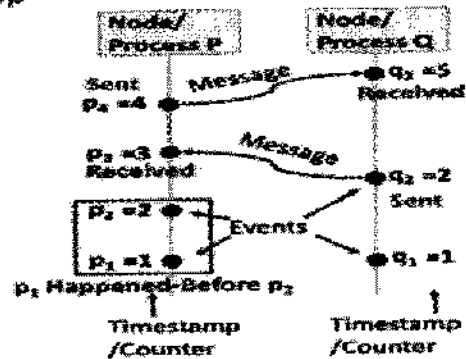 Node/
Process P
Node/
Process Q
Sent
p₄ =4
Message
q₃ =5
Received
p₃ =3
Received
Message
q₂ =2
Sent
p₂ =2
Events
p₁ =1
q₁ =1
p₁ Happened-Before p₂
Timestamp
/Counter
Timestamp
/Counter